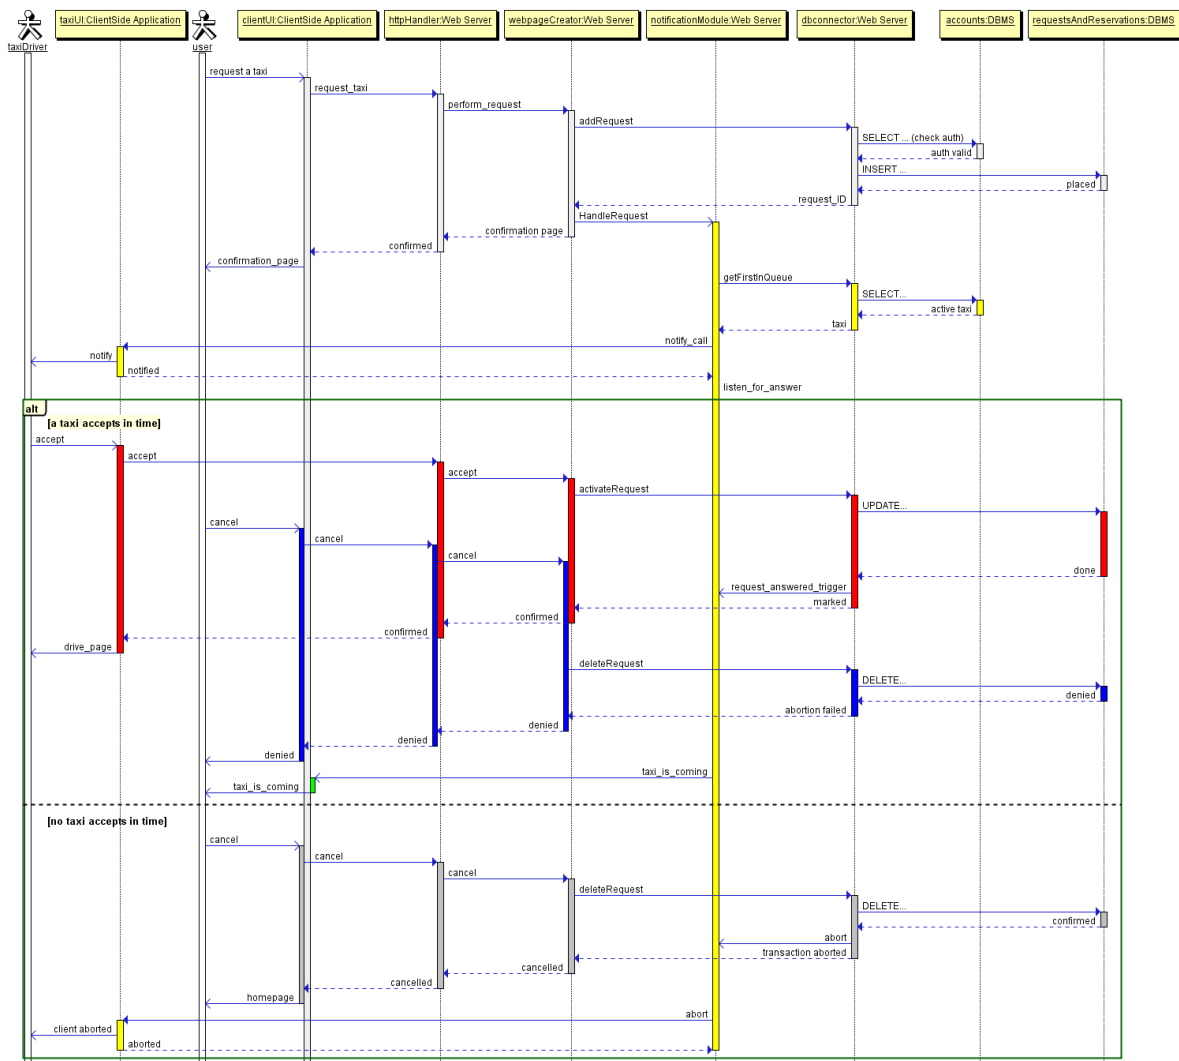 taxiUI:ClientSide Application
clientUI:ClientSide Application
httpHandler:Web Server
webpageCreator:Web Server
notificationModule:Web Server
dbconnector:Web Server
accounts:DBMS
requestsAndReservations:DBMS
taxiDriver
user
request a taxi
request_taxi
perform_request
addRequest
SELECT ... (check auth)
auth valid
INSERT ...
placed
request_ID
HandleRequest
confirmation page
confirmed
confirmation_page
getFirstInQueue
SELECT...
active taxi
taxi
notify_call
notify
notified
listen_for_answer
alt
[a taxi accepts in time]
accept
accept
accept
activateRequest
UPDATE...
cancel
cancel
cancel
done
request_answered_trigger
marked
confirmed
confirmed
drive_page
deleteRequest
DELETE...
denied
abortion failed
denied
denied
denied
taxi_is_coming
taxi_is_coming
[no taxi accepts in time]
cancel
cancel
cancel
deleteRequest
DELETE...
confirmed
abort
transaction aborted
cancelled
cancelled
homepage
abort
client aborted
aborted